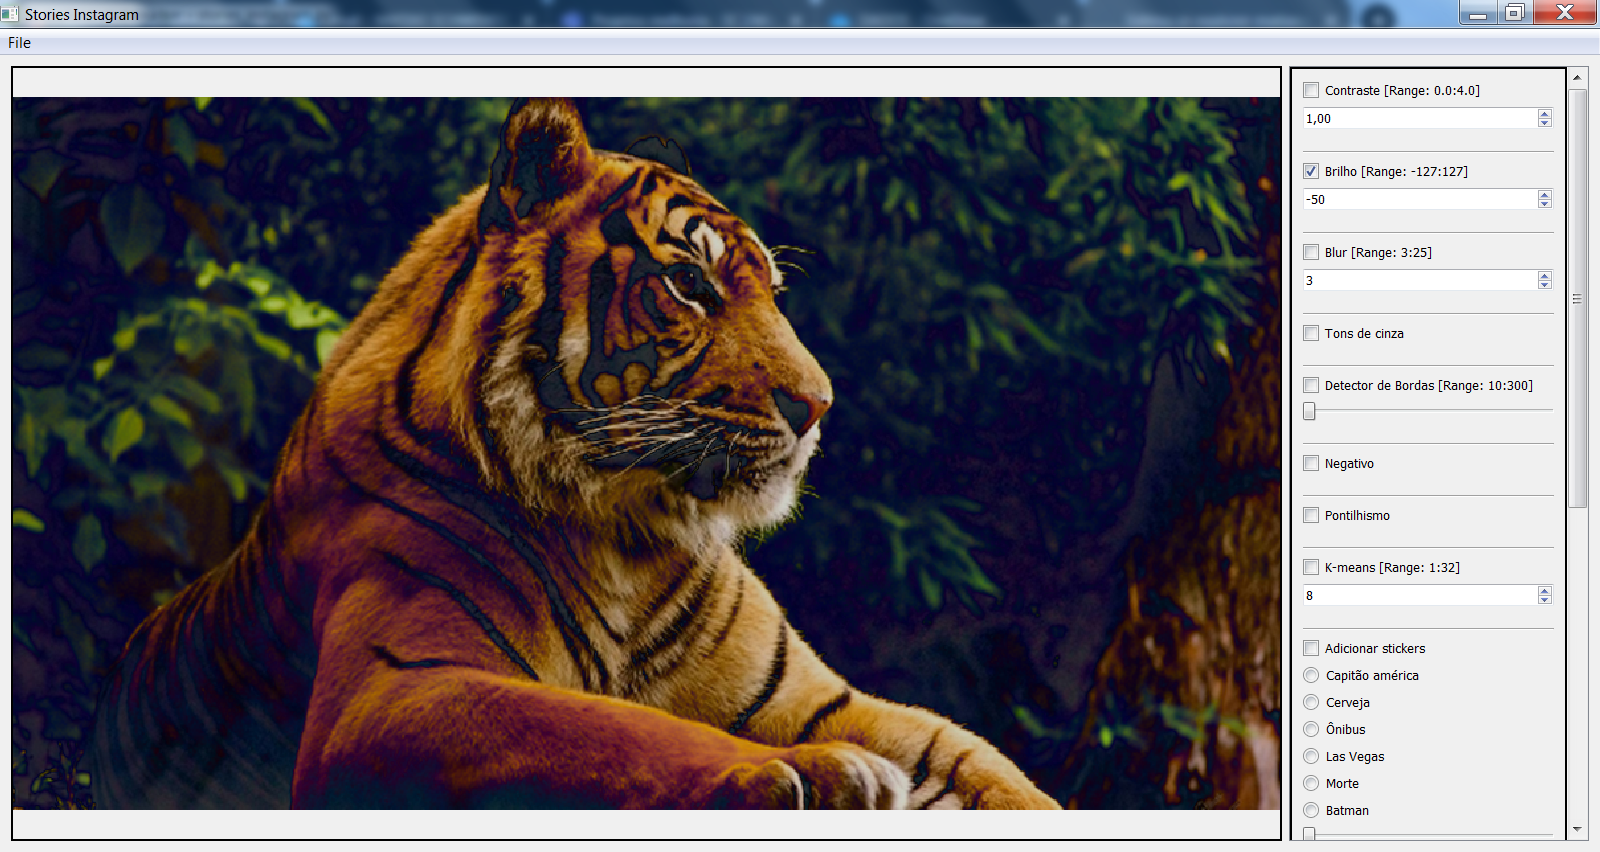 Stories Instagram
File
Contraste [Range: 0.0:4.0]
1,00
Brilho [Range: -127:127]
-50
Blur [Range: 3:25]
3
Tons de cinza
Detector de Bordas [Range: 10:300]
Negativo
Pontilhismo
K-means [Range: 1:32]
8
Adicionar stickers
Capitão américa
Cerveja
Ônibus
Las Vegas
Morte
Batman